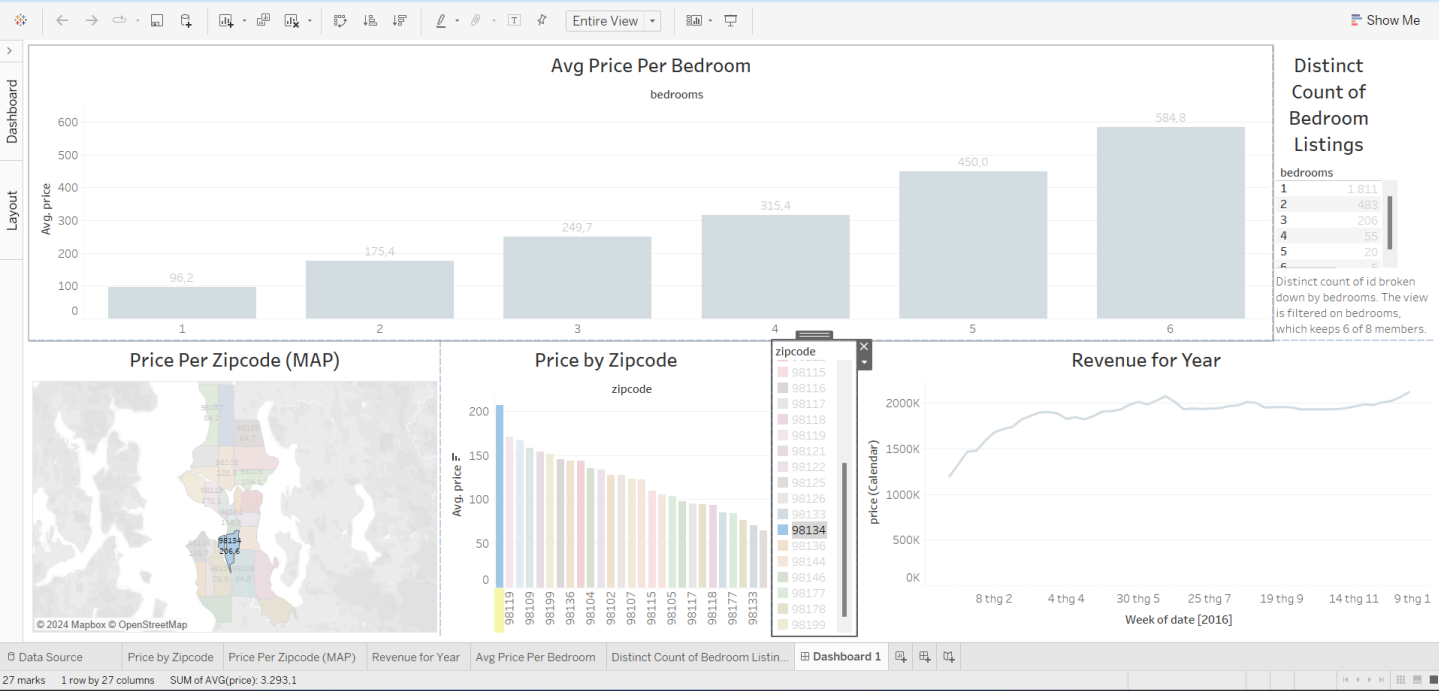 Entire View
Show Me
Dashboard
Layout
Avg Price Per Bedroom
bedrooms
Avg. price
600
500
400
300
200
100
0
96,2
175,4
249,7
315,4
450,0
584,8
1
2
3
4
5
6
Distinct
Count of
Bedroom
Listings
bedrooms
1 1.811
2 483
3 206
4 55
5 20
6 5
Distinct count of id broken
down by bedrooms. The view
is filtered on bedrooms,
which keeps 6 of 8 members.
Price Per Zipcode (MAP)
98134
206,6
© 2024 Mapbox © OpenStreetMap
Price by Zipcode
zipcode
Avg. price
200
150
100
50
0
98119
98109
98199
98136
98104
98102
98107
98115
98105
98117
98118
98177
98133
zipcode
98115
98116
98117
98118
98119
98121
98122
98125
98126
98133
98134
98136
98144
98146
98177
98178
98199
Revenue for Year
price (Calendar)
2000K
1500K
1000K
500K
0K
8 thg 2
4 thg 4
30 thg 5
25 thg 7
19 thg 9
14 thg 11
9 thg 1
Week of date [2016]
Data Source
Price by Zipcode
Price Per Zipcode (MAP)
Revenue for Year
Avg Price Per Bedroom
Distinct Count of Bedroom Listin...
Dashboard 1
27 marks
1 row by 27 columns
SUM of AVG(price): 3.293,1